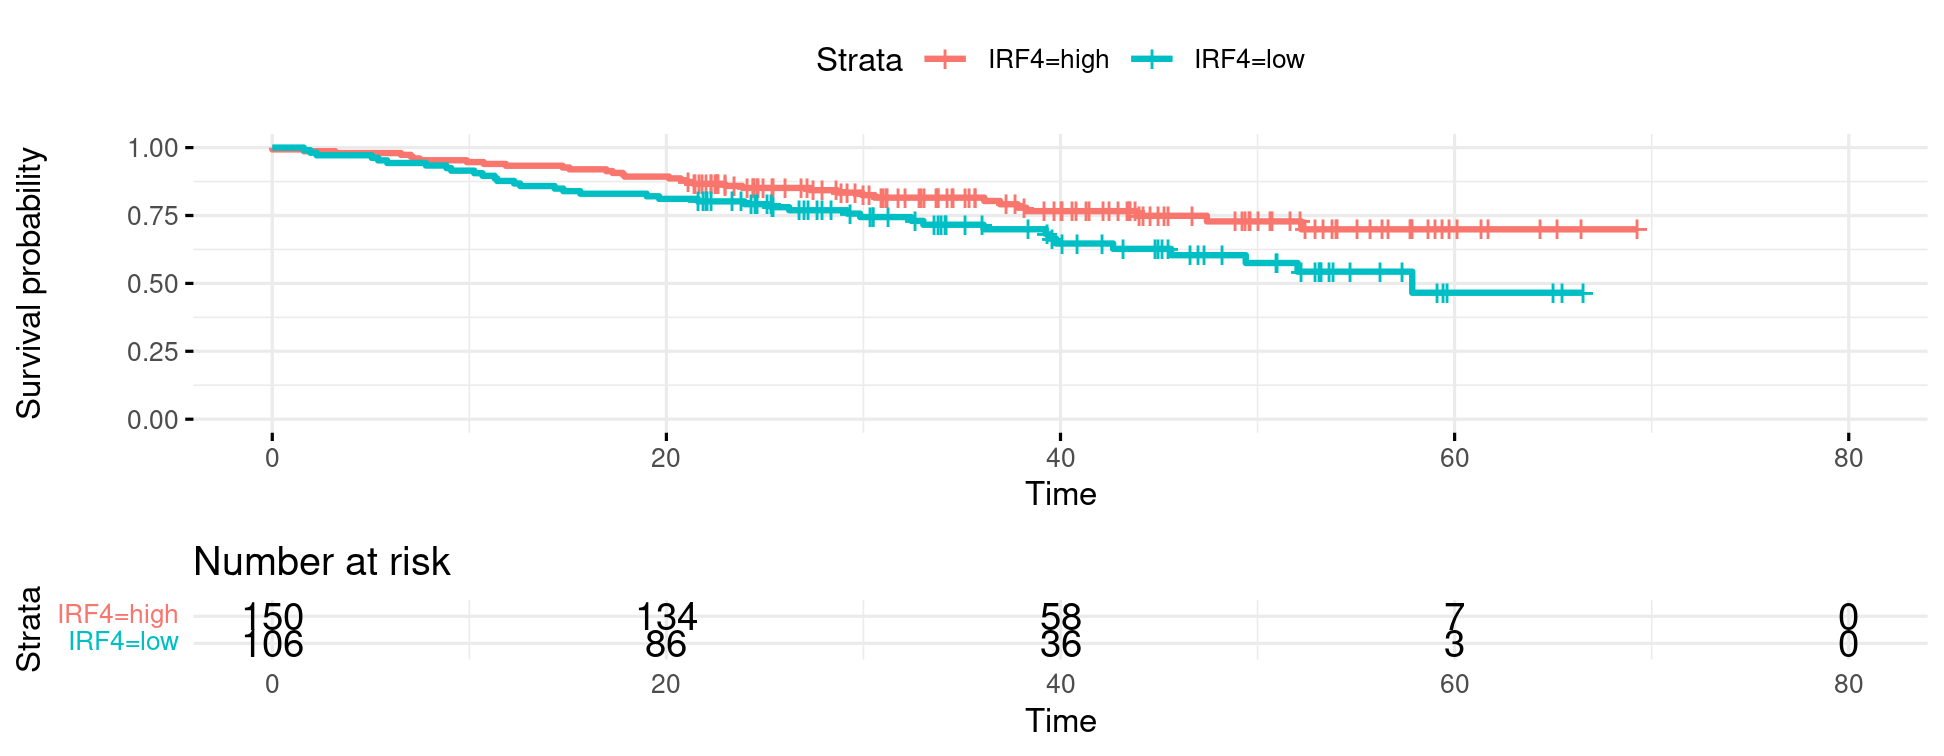 Strata IRF4=high IRF4=low
Survival probability
1.00
0.75
0.50
0.25
0.00
0 20 40 60 80
Time
Number at risk
Strata
IRF4=high 150 134 58 7 0
IRF4=low 106 86 36 3 0
0 20 40 60 80
Time